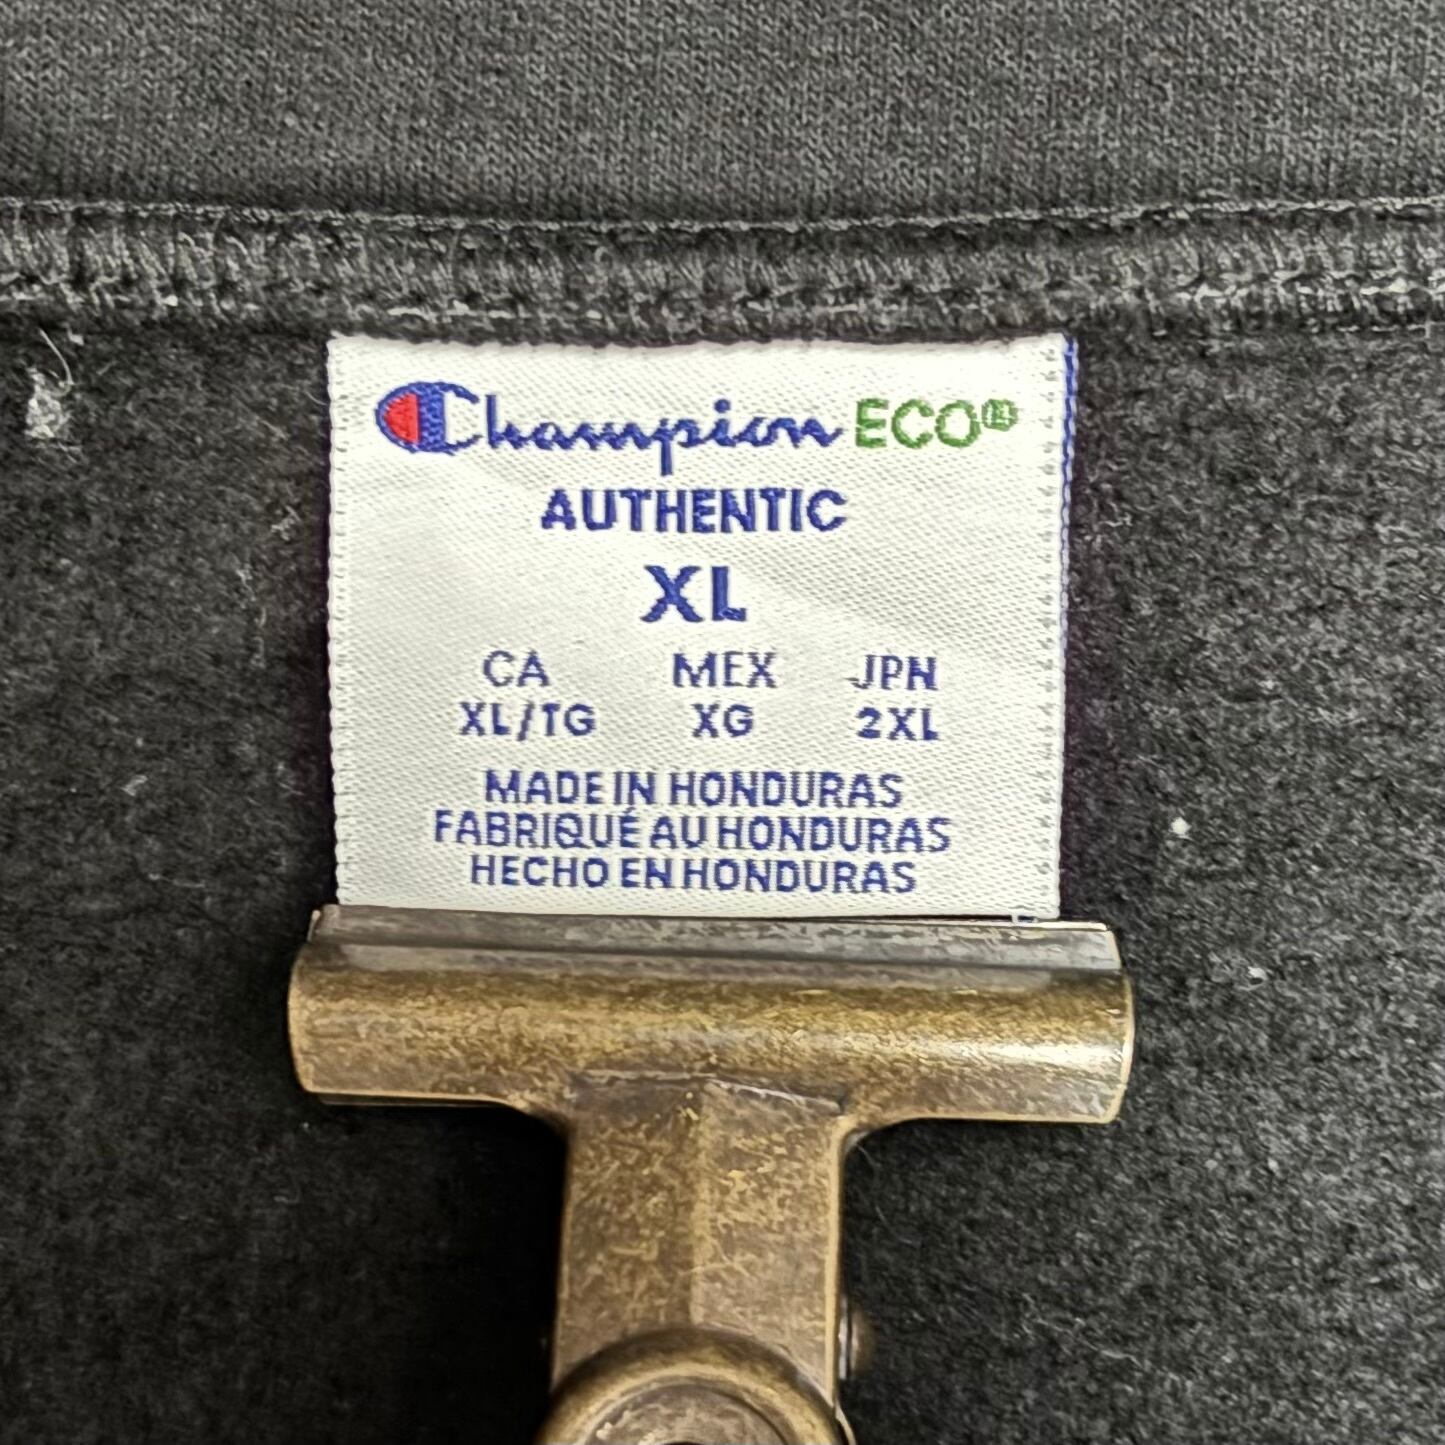 Champion ECO®
AUTHENTIC
XL
CA MEX JPN
XL/TG XG 2XL
MADE IN HONDURAS
FABRIQUÉ AU HONDURAS
HECHO EN HONDURAS